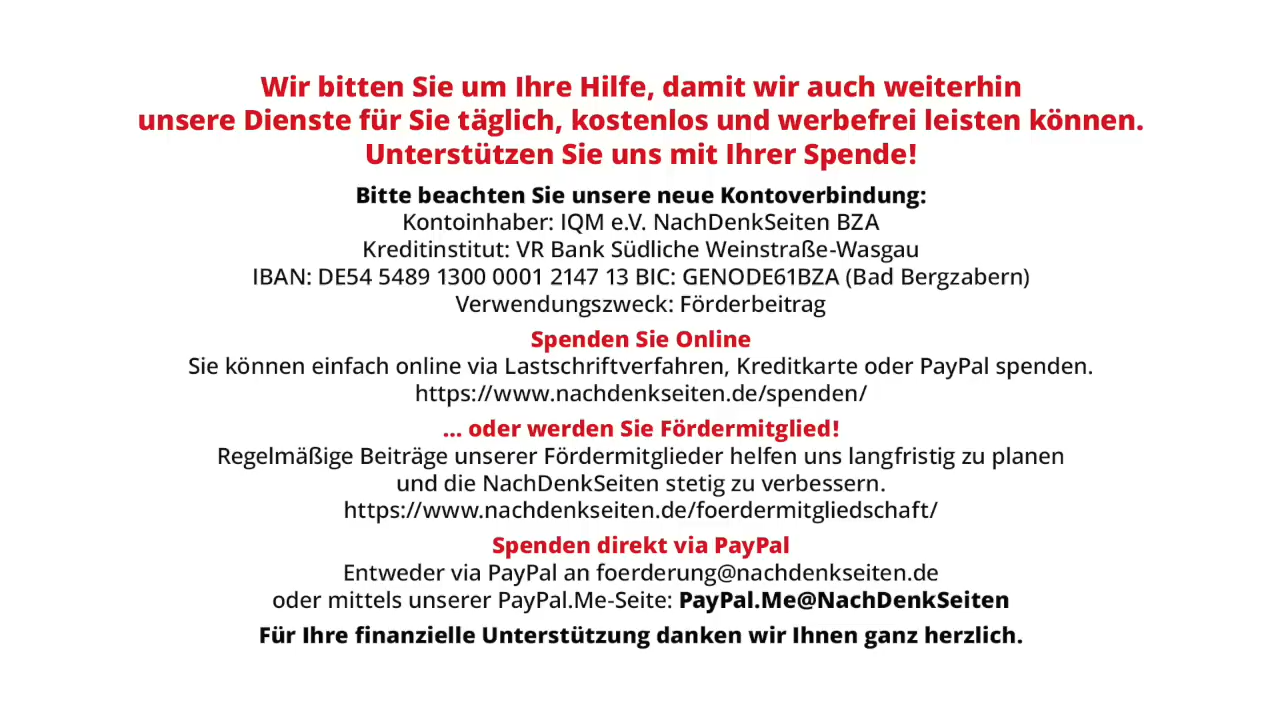 Wir bitten Sie um Ihre Hilfe, damit wir auch weiterhin
unsere Dienste für Sie täglich, kostenlos und werbefrei leisten können.
Unterstützen Sie uns mit Ihrer Spende!
Bitte beachten Sie unsere neue Kontoverbindung:
Kontoinhaber: IQM e.V. NachDenkSeiten BZA
Kreditinstitut: VR Bank Südliche Weinstraße-Wasgau
IBAN: DE54 5489 1300 0001 2147 13 BIC: GENODE61BZA (Bad Bergzabern)
Verwendungszweck: Förderbeitrag
Spenden Sie Online
Sie können einfach online via Lastschriftverfahren, Kreditkarte oder PayPal spenden.
https://www.nachdenkseiten.de/spenden/
... oder werden Sie Fördermitglied!
Regelmäßige Beiträge unserer Fördermitglieder helfen uns langfristig zu planen
und die NachDenkSeiten stetig zu verbessern.
https://www.nachdenkseiten.de/foerdermitgliedschaft/
Spenden direkt via PayPal
Entweder via PayPal an foerderung@nachdenkseiten.de
oder mittels unserer PayPal.Me-Seite: PayPal.Me@NachDenkSeiten
Für Ihre finanzielle Unterstützung danken wir Ihnen ganz herzlich.